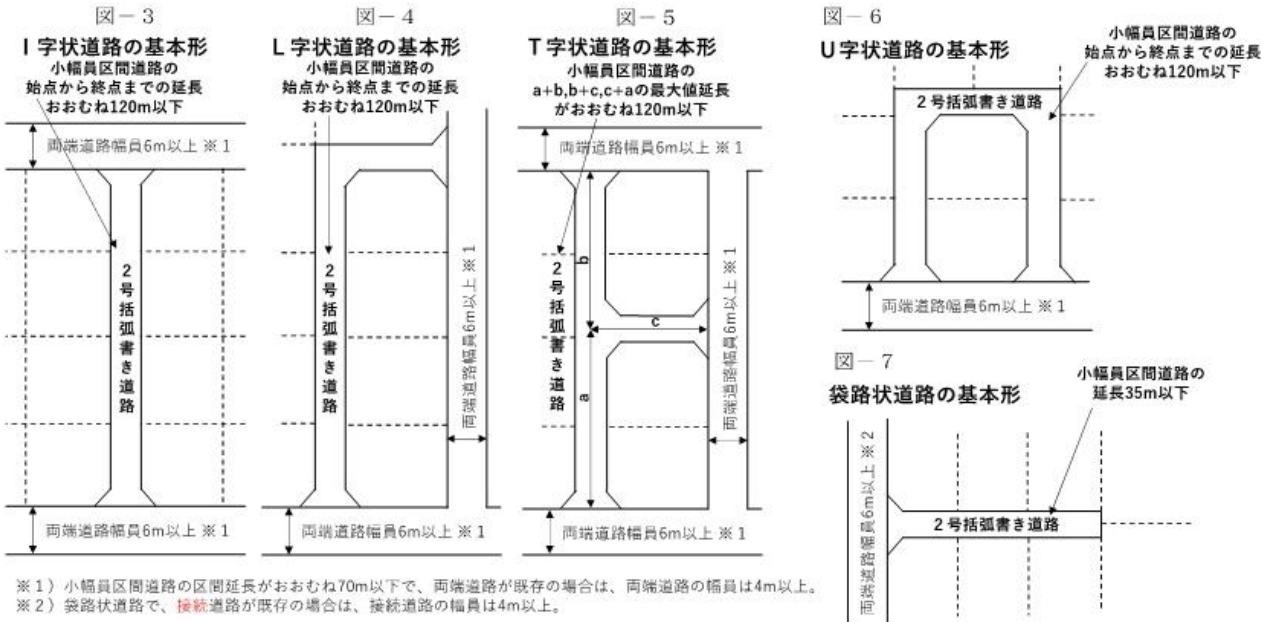 図－3
I 字状道路の基本形
小幅員区間道路の
始点から終点までの延長
おおむね120m以下
両端道路幅員6m以上 ※1
2号括弧書き道路
両端道路幅員6m以上 ※1
図－4
L 字状道路の基本形
小幅員区間道路の
始点から終点までの延長
おおむね120m以下
2号括弧書き道路
両端道路幅員6m以上 ※1
両端道路幅員6m以上 ※1
図－5
T字状道路の基本形
小幅員区間道路の
a+b,b+c,c+aの最大値延長
がおおむね120m以下
両端道路幅員6m以上 ※1
2号括弧書き道路
b
c
a
両端道路幅員6m以上 ※1
両端道路幅員6m以上 ※1
図－6
U字状道路の基本形
小幅員区間道路の
始点から終点までの延長
おおむね120m以下
2号括弧書き道路
両端道路幅員6m以上 ※1
図－7
袋路状道路の基本形
小幅員区間道路の
延長35m以下
両端道路幅員6m以上 ※2
2号括弧書き道路
※1）小幅員区間道路の区間延長がおおむね70m以下で、両端道路が既存の場合は、両端道路の幅員は4m以上。
※2）袋路状道路で、接続道路が既存の場合は、接続道路の幅員は4m以上。